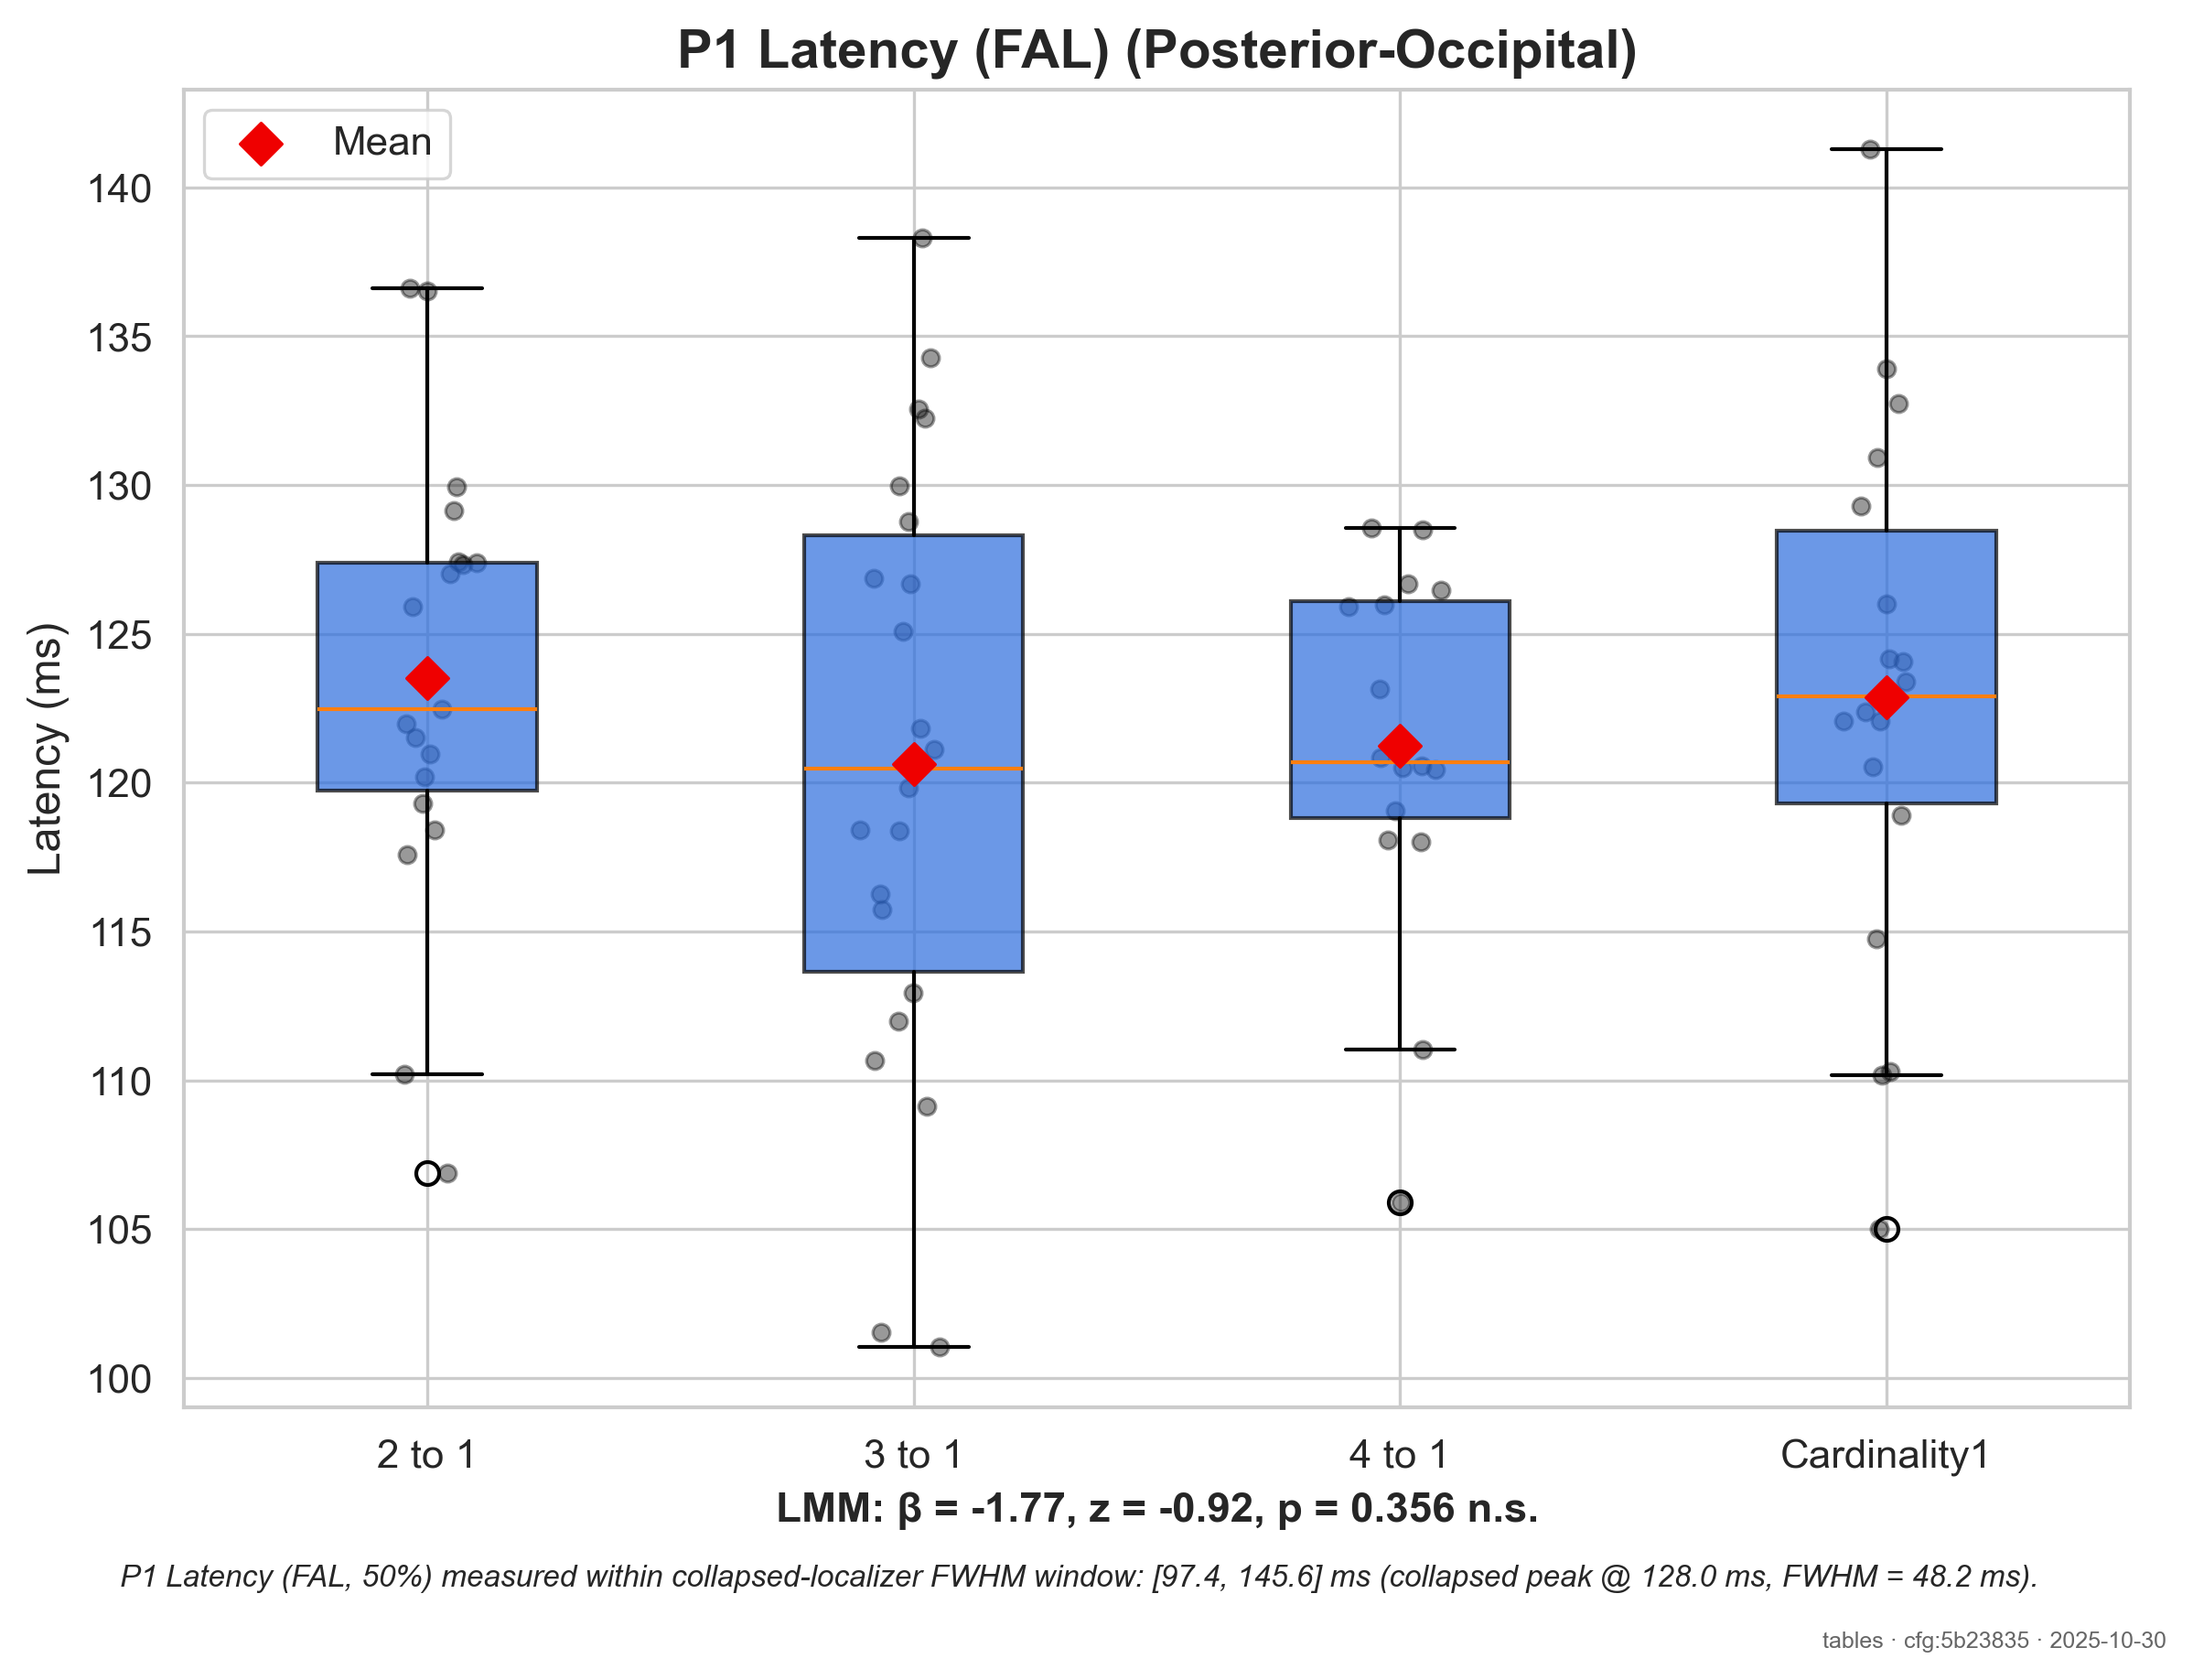 P1 Latency (FAL) (Posterior-Occipital)
Mean
Latency (ms)
140
135
130
125
120
115
110
105
100
2 to 1
3 to 1
4 to 1
Cardinality1
LMM: β = -1.77, z = -0.92, p = 0.356 n.s.
P1 Latency (FAL, 50%) measured within collapsed-localizer FWHM window: [97.4, 145.6] ms (collapsed peak @ 128.0 ms, FWHM = 48.2 ms).
tables · cfg:5b23835 · 2025-10-30